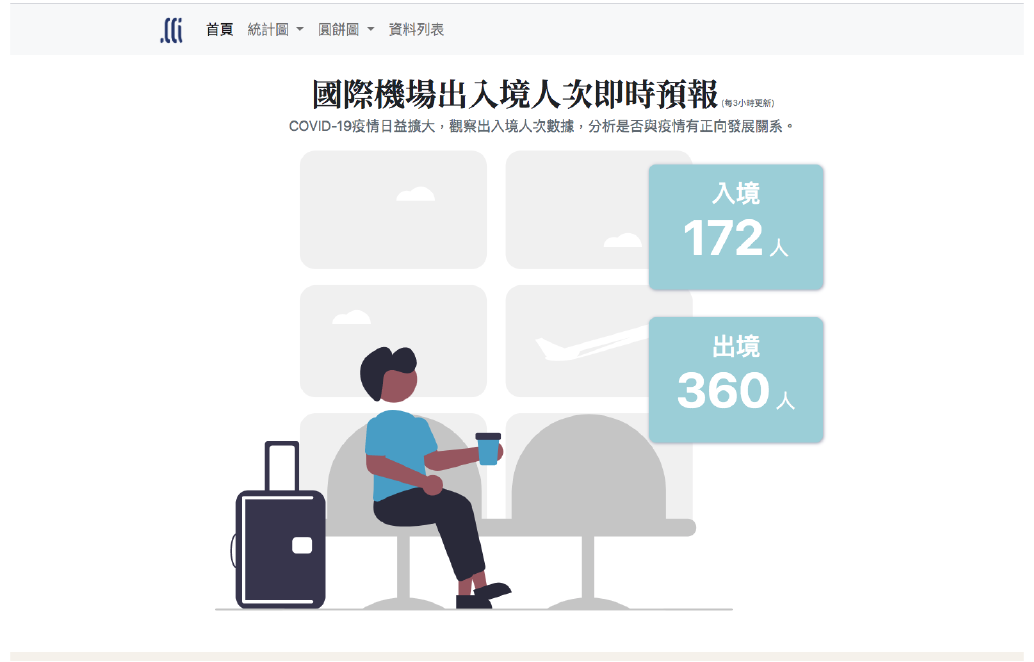 首頁 統計圖 圓餅圖 資料列表
國際機場出入境人次即時預報 (每3小時更新)
COVID-19疫情日益擴大，觀察出入境人次數據，分析是否與疫情有正向發展關系。
入境
172 人
出境
360 人